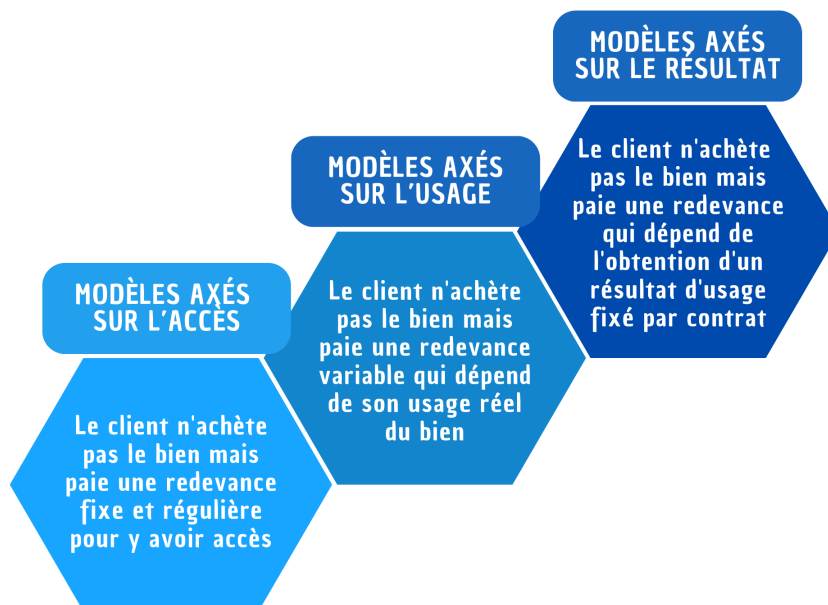 MODÈLES AXÉS
SUR LE RÉSULTAT
Le client n'achète
pas le bien mais
paie une redevance
qui dépend de
l'obtention d'un
résultat d'usage
fixé par contrat
MODÈLES AXÉS
SUR L'USAGE
Le client n'achète
pas le bien mais
paie une redevance
variable qui dépend
de son usage réel
du bien
MODÈLES AXÉS
SUR L'ACCÈS
Le client n'achète
pas le bien mais
paie une redevance
fixe et régulière
pour y avoir accès